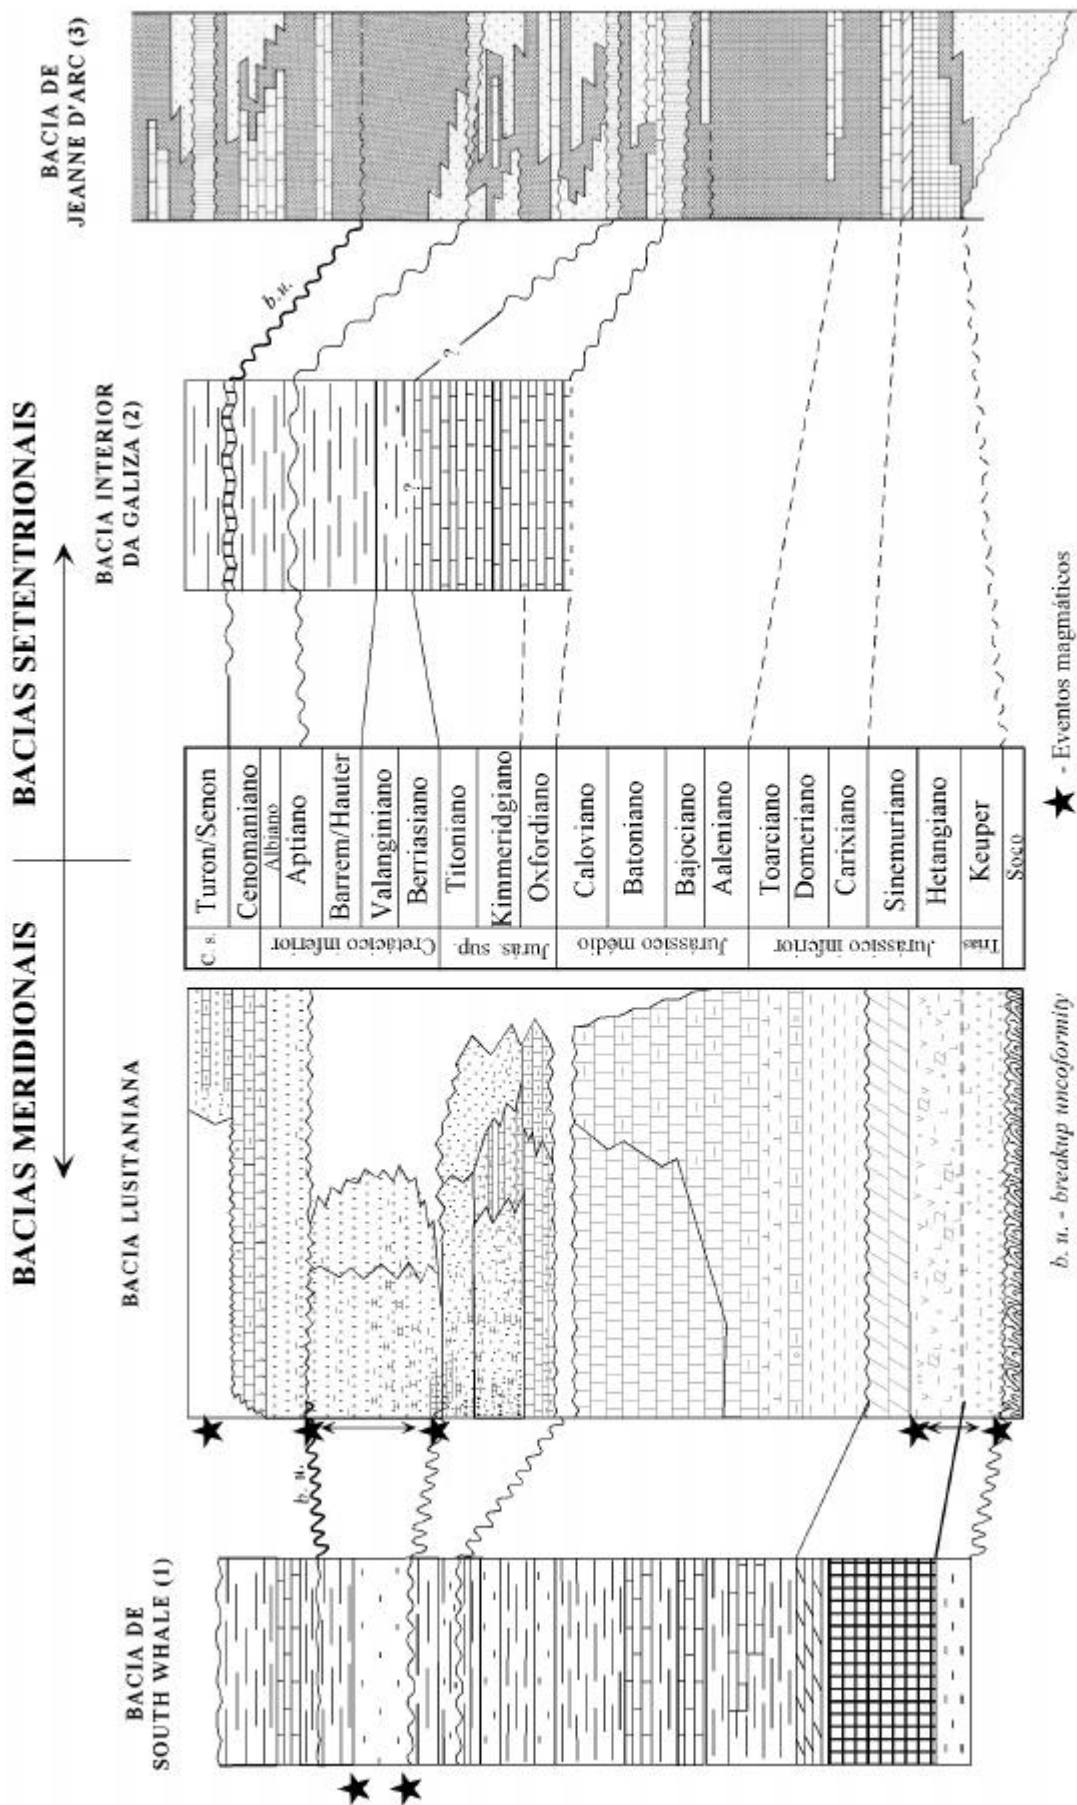 BACIAS MERIDIONAIS
BACIAS SETENTRIONAIS
BACIA DE
SOUTH WHALE (1)
BACIA LUSITANIANA
BACIA INTERIOR
DA GALIZA (2)
BACIA DE
JEANNE D'ARC (3)
b. u.
b.u.
?
?
C. s.
Cretácico inferior
Jurás. sup.
Jurássico médio
Jurássico inferior
Trias
Turon/Senon
Cenomaniano
Albiano
Aptiano
Barrem/Hauter
Valanginiano
Berriasiano
Titoniano
Kimmeridgiano
Oxfordiano
Caloviano
Batoniano
Bajociano
Aaleniano
Toarciano
Domeriano
Carixiano
Sinemuriano
Hetangiano
Keuper
Soco
b. u. - breakup uncoformity
- Eventos magmáticos